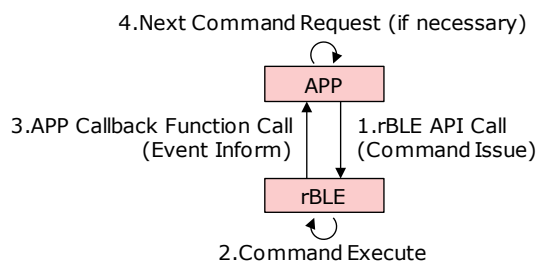 4.Next Command Request (if necessary)
APP
3.APP Callback Function Call
(Event Inform)
1.rBLE API Call
(Command Issue)
rBLE
2.Command Execute